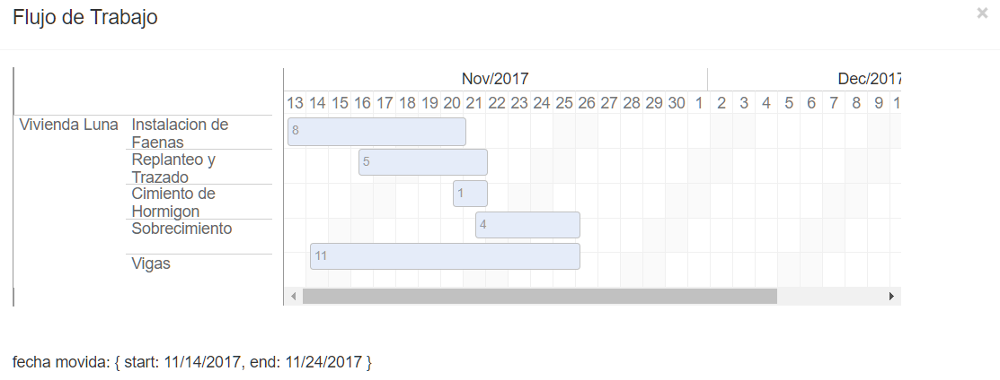 Flujo de Trabajo
×
Nov/2017 Dec/2017
13 14 15 16 17 18 19 20 21 22 23 24 25 26 27 28 29 30 1 2 3 4 5 6 7 8 9 1
Vivienda Luna Instalacion de 8
Faenas
Replanteo y 5
Trazado
Cimiento de 1
Hormigon
Sobrecimiento 4
Vigas 11
fecha movida: { start: 11/14/2017, end: 11/24/2017 }